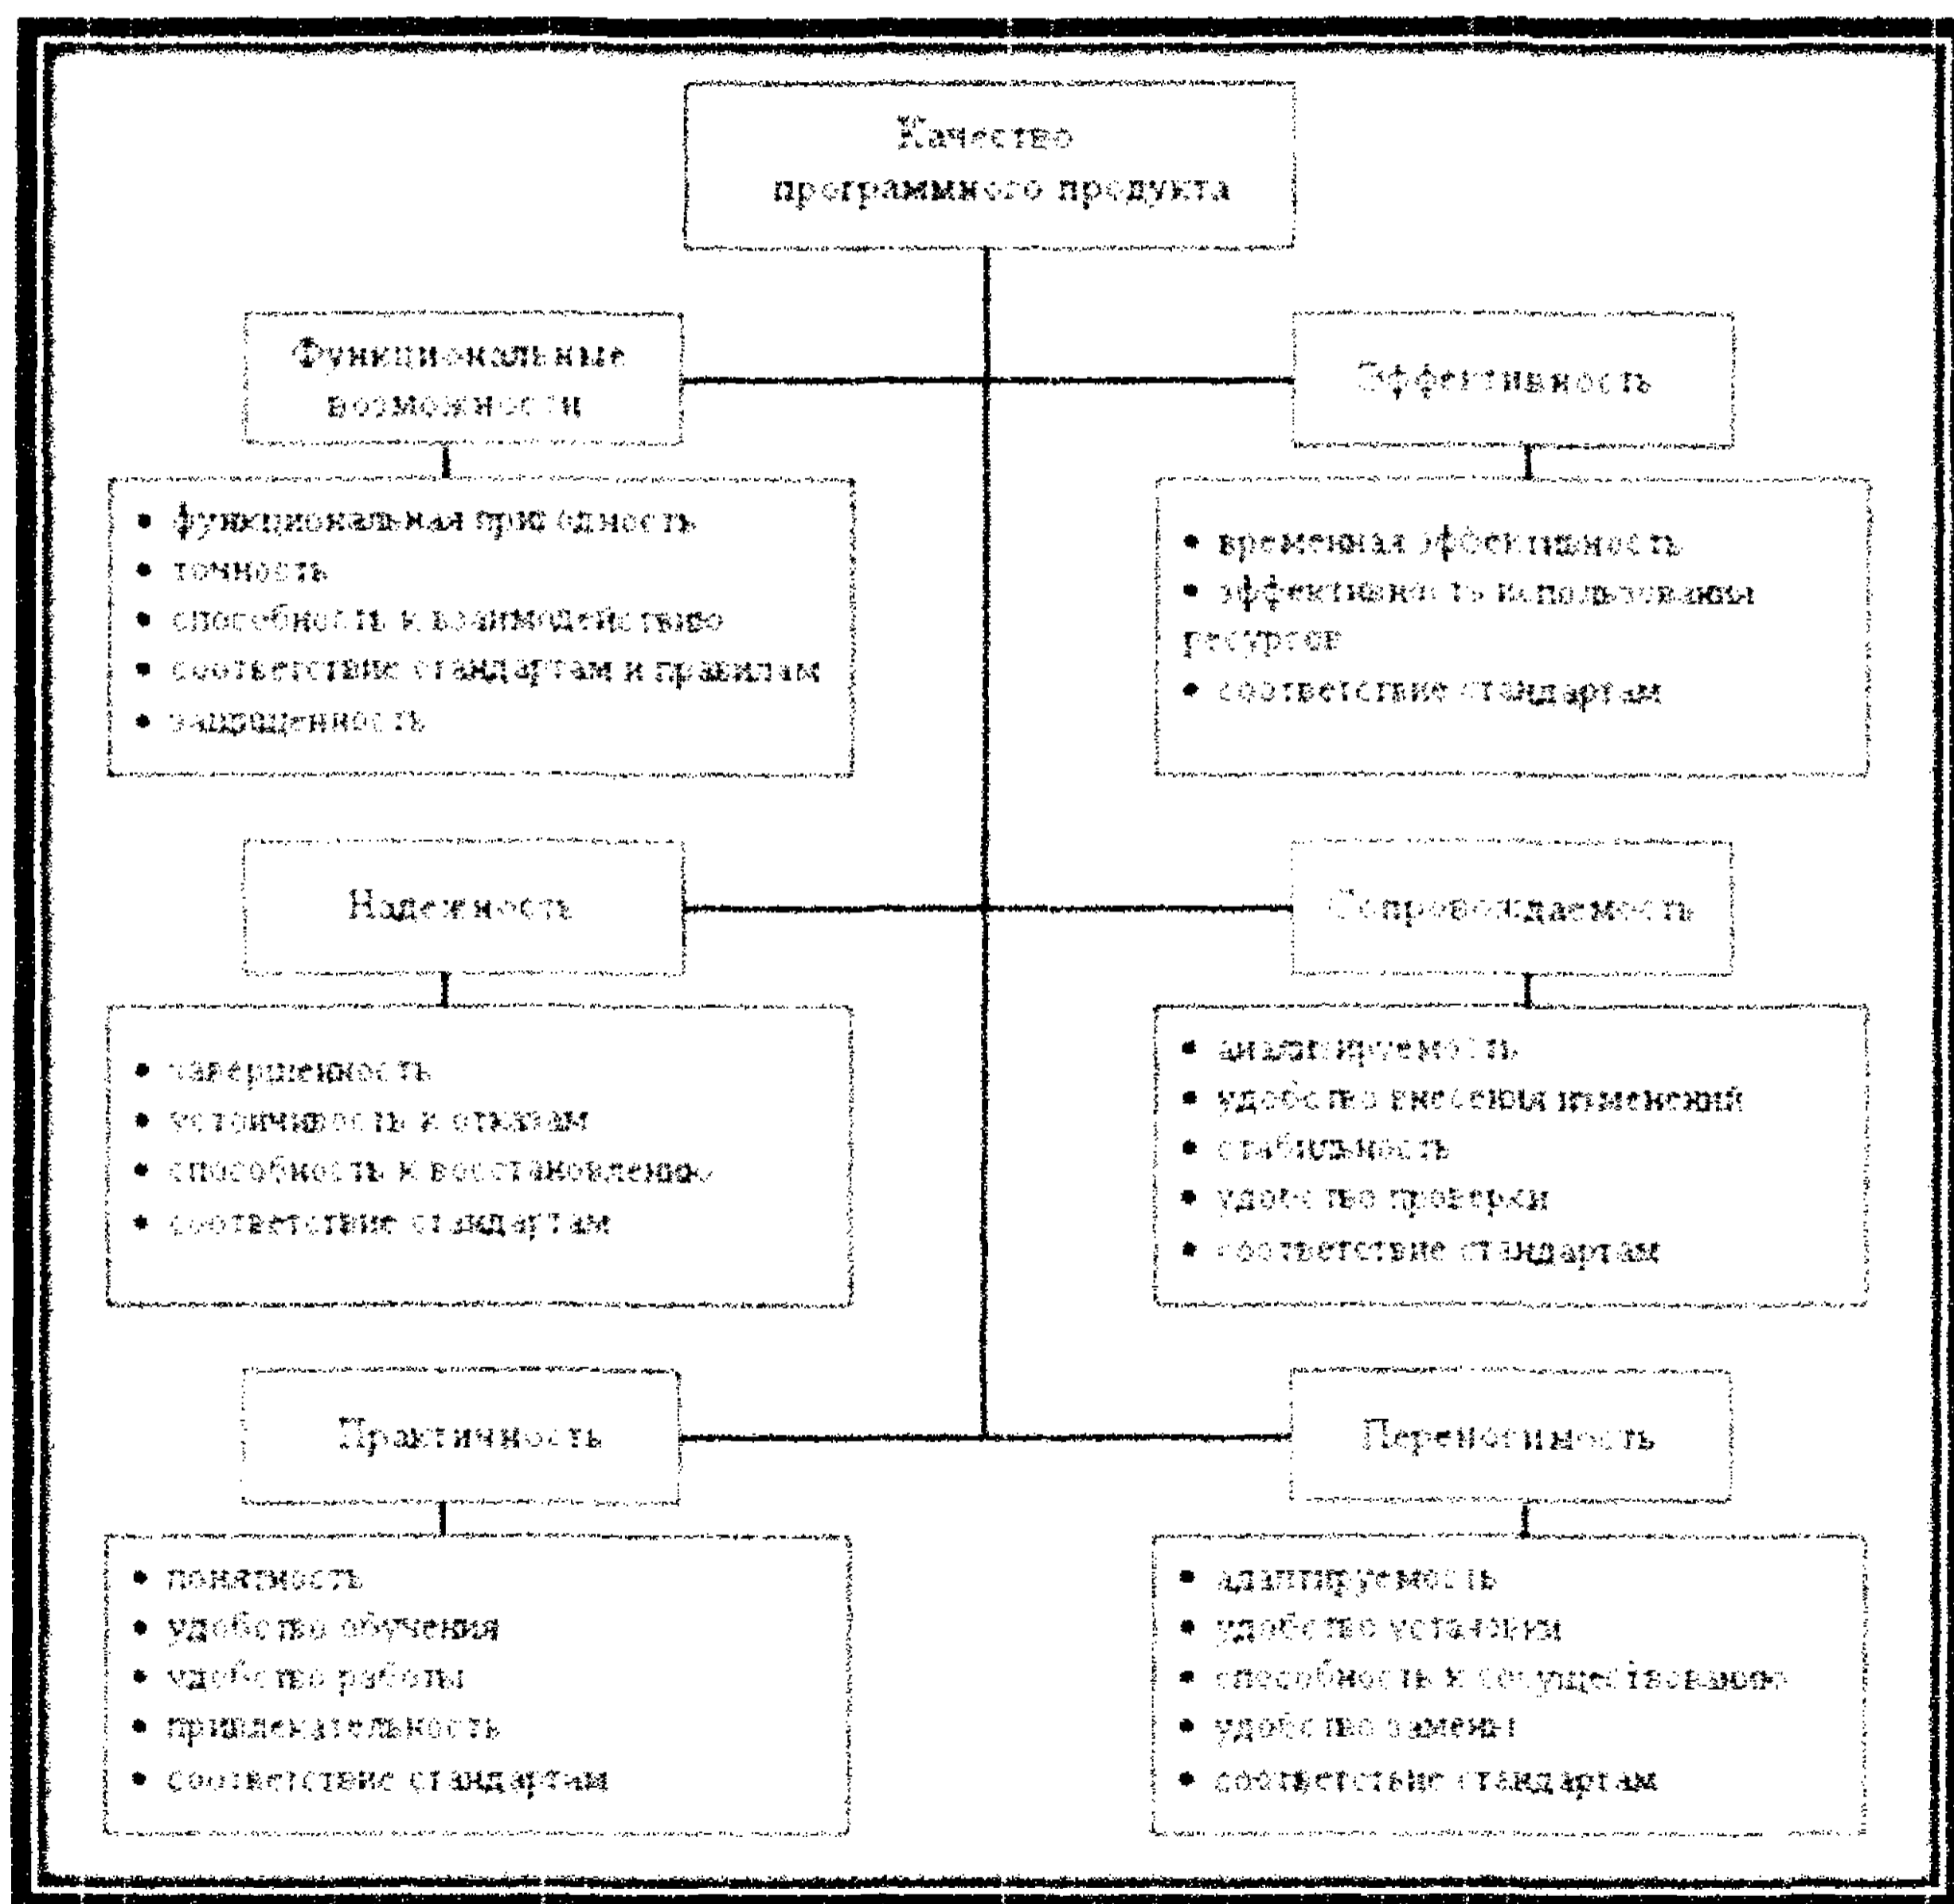 Качество
программного продукта
Функциональные
возможности
• функциональная пригодность
• точность
• способность к взаимодействию
• соответствие стандартам и правилам
• защищенность
Эффективность
• временная эффективность
• эффективность использования
ресурсов
• соответствие стандартам
Надежность
• завершенность
• устойчивость к отказам
• способность к восстановлению
• соответствие стандартам
Сопровождаемость
• анализируемость
• удобство внесения изменений
• стабильность
• удобство проверки
• соответствие стандартам
Практичность
• понятность
• удобство обучения
• удобство работы
• привлекательность
• соответствие стандартам
Переносимость
• адаптируемость
• удобство установки
• способность к сосуществованию
• удобство замены
• соответствие стандартам